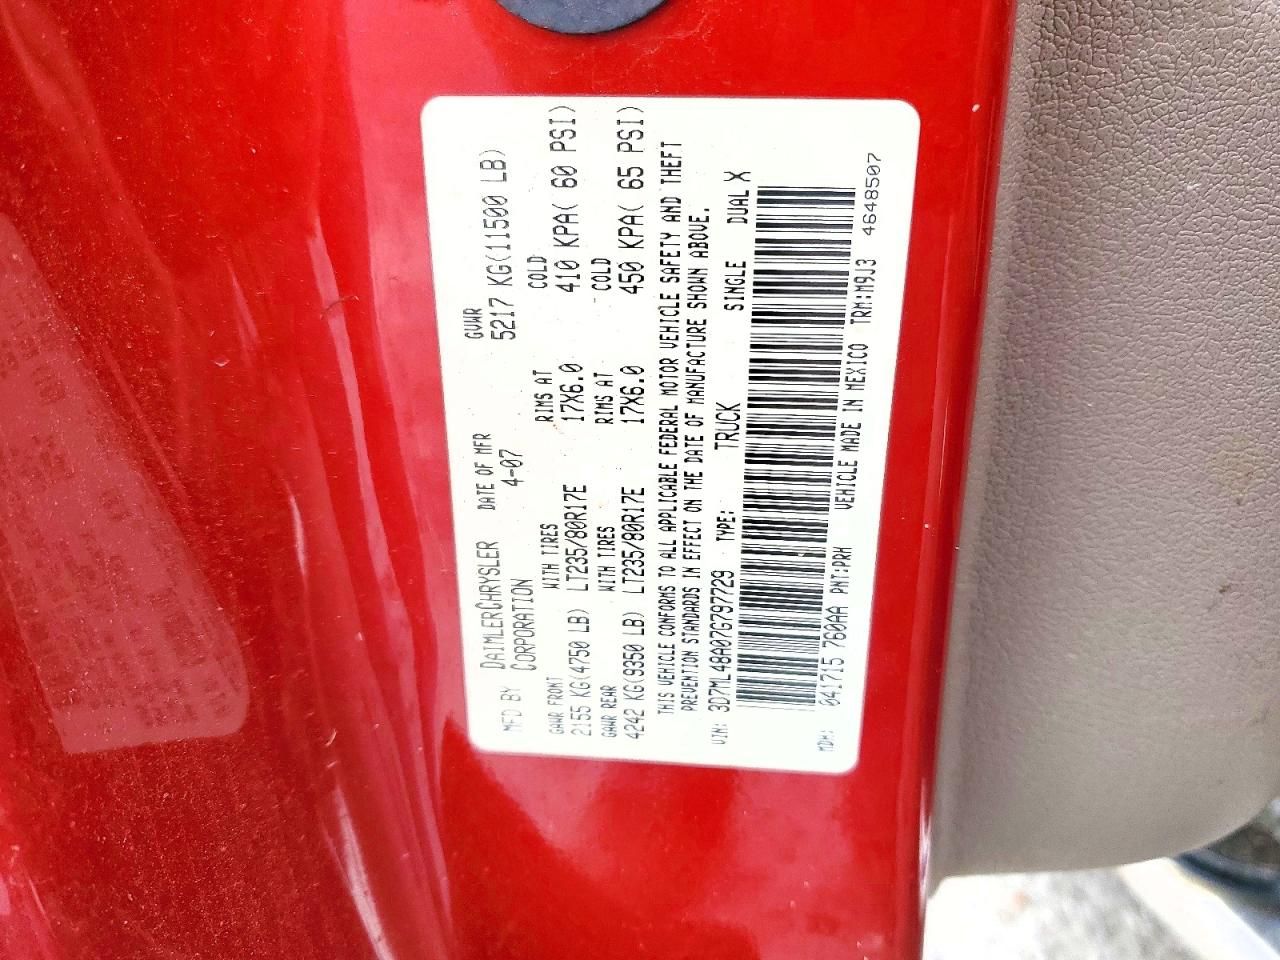 MFD BY DAIMLERCHRYSLER CORPORATION DATE OF MFR 4-07 GVWR 5217 KG(11500 LB)
GAWR FRONT WITH TIRES RIMS AT COLD
2155 KG(4750 LB) LT235/80R17E 17X6.0 410 KPA( 60 PSI)
GAWR REAR WITH TIRES RIMS AT COLD
4242 KG(9350 LB) LT235/80R17E 17X6.0 450 KPA( 65 PSI)
THIS VEHICLE CONFORMS TO ALL APPLICABLE FEDERAL MOTOR VEHICLE SAFETY AND THEFT
PREVENTION STANDARDS IN EFFECT ON THE DATE OF MANUFACTURE SHOWN ABOVE.
VIN: 3D7ML48A07G797729 TYPE: TRUCK SINGLE DUAL X
MDH: 041715 760AA PNT:PRH VEHICLE MADE IN MEXICO TRM:M9J3 4648507